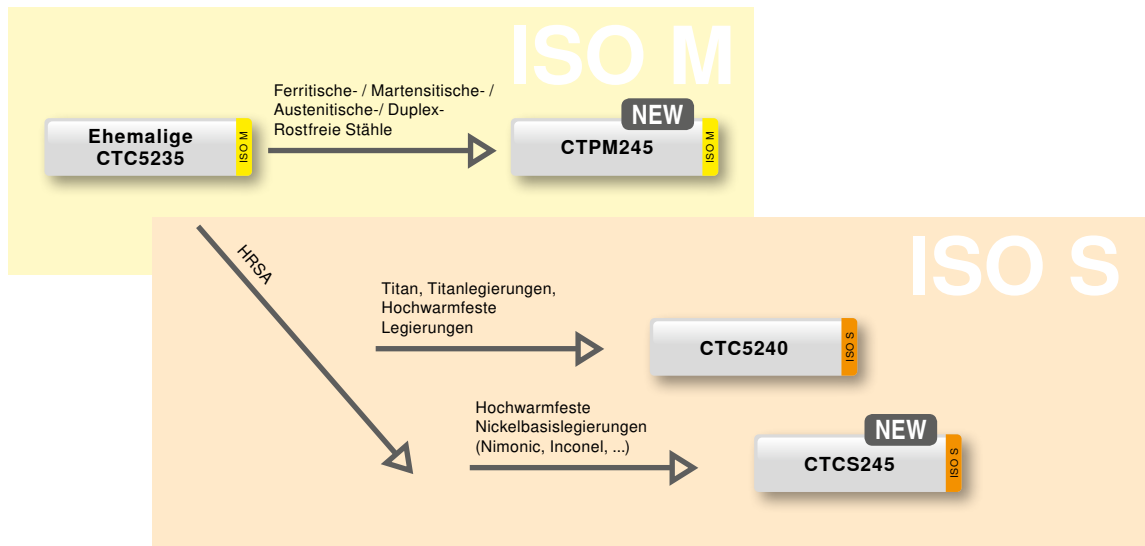 ISO M
Ferritische- / Martensitische- /
Austenitische-/ Duplex-
Rostfreie Stähle
NEW
Ehemalige
CTC5235
ISO M
CTPM245
ISO M
ISO S
HRSA
Titan, Titanlegierungen,
Hochwarmfeste
Legierungen
CTC5240
ISO S
Hochwarmfeste
Nickelbasislegierungen
(Nimonic, Inconel, ...)
NEW
CTCS245
ISO S